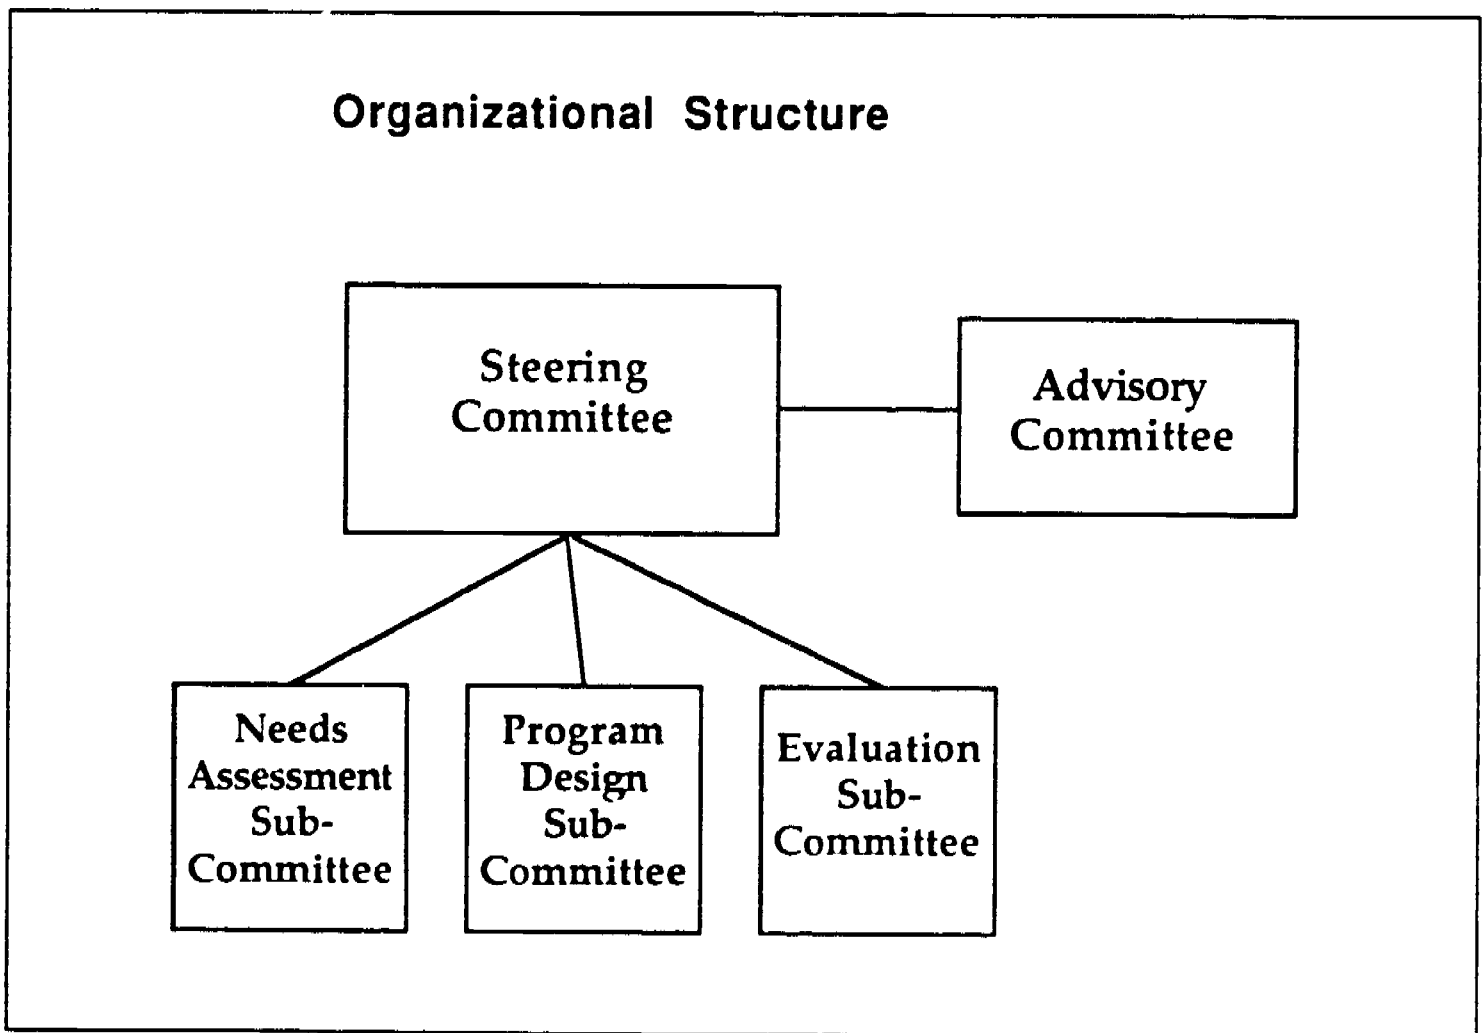 Organizational Structure
Steering
Committee
Advisory
Committee
Needs
Assessment
Sub-
Committee
Program
Design
Sub-
Committee
Evaluation
Sub-
Committee